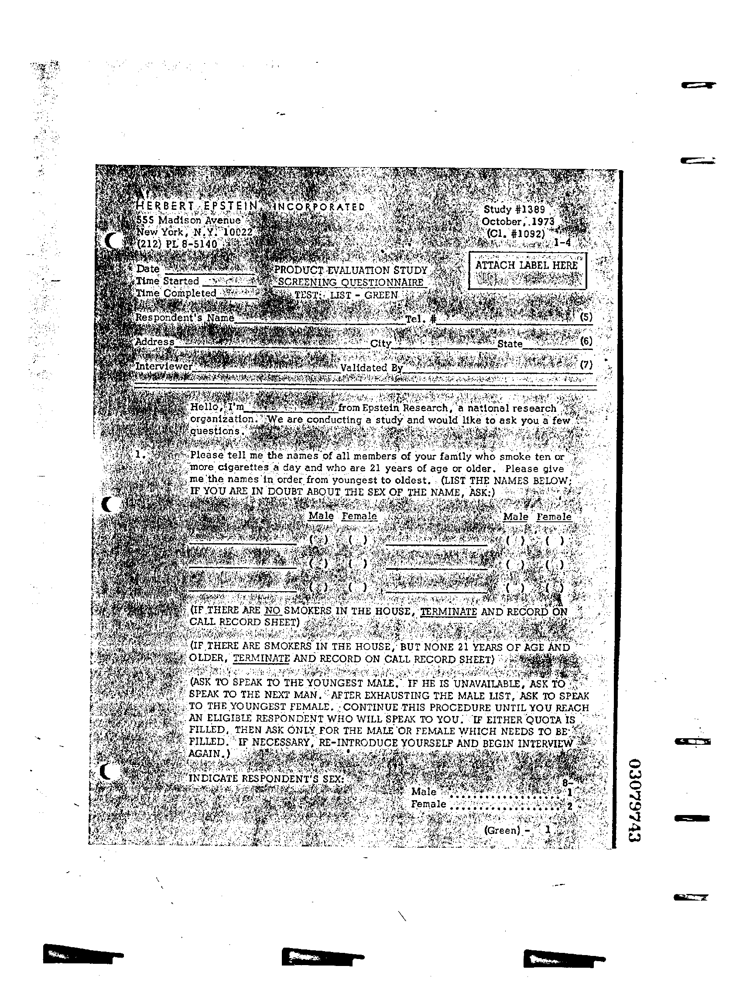 HERBERT EPSTEIN, INCORPORATED
555 Madison Avenue
New York, N.Y. 10022
(212) PL 8-5140
Study #1389
October, 1973
(Cl. #1092)
1-4
ATTACH LABEL HERE
Date
Time Started
Time Completed
PRODUCT EVALUATION STUDY
SCREENING QUESTIONNAIRE
TEST: LIST - GREEN
Respondent's Name Tel. # (5)
Address City State (6)
Interviewer Validated By (7)
Hello, I'm from Epstein Research, a national research
organization. We are conducting a study and would like to ask you a few
questions.
1. Please tell me the names of all members of your family who smoke ten or
more cigarettes a day and who are 21 years of age or older. Please give
me the names in order from youngest to oldest. (LIST THE NAMES BELOW;
IF YOU ARE IN DOUBT ABOUT THE SEX OF THE NAME, ASK:)
Male Female Male Female
( ) ( ) ( ) ( )
( ) ( ) ( ) ( )
( ) ( ) ( ) ( )
(IF THERE ARE NO SMOKERS IN THE HOUSE, TERMINATE AND RECORD ON
CALL RECORD SHEET)
(IF THERE ARE SMOKERS IN THE HOUSE, BUT NONE 21 YEARS OF AGE AND
OLDER, TERMINATE AND RECORD ON CALL RECORD SHEET)
(ASK TO SPEAK TO THE YOUNGEST MALE. IF HE IS UNAVAILABLE, ASK TO
SPEAK TO THE NEXT MAN. AFTER EXHAUSTING THE MALE LIST, ASK TO SPEAK
TO THE YOUNGEST FEMALE. CONTINUE THIS PROCEDURE UNTIL YOU REACH
AN ELIGIBLE RESPONDENT WHO WILL SPEAK TO YOU. IF EITHER QUOTA IS
FILLED, THEN ASK ONLY FOR THE MALE OR FEMALE WHICH NEEDS TO BE
FILLED. IF NECESSARY, RE-INTRODUCE YOURSELF AND BEGIN INTERVIEW
AGAIN.)
INDICATE RESPONDENT'S SEX:
8-
Male ................ 1
Female ................ 2
(Green) - 1
03079743